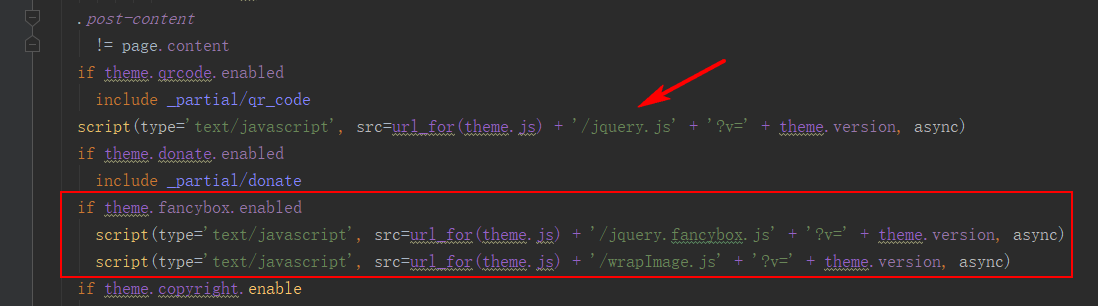 .post-content
!= page.content
if theme.qrcode.enabled
include _partial/qr_code
script(type='text/javascript', src=url_for(theme.js) + '/jquery.js' + '?v=' + theme.version, async)
if theme.donate.enabled
include _partial/donate
if theme.fancybox.enabled
script(type='text/javascript', src=url_for(theme.js) + '/jquery.fancybox.js' + '?v=' + theme.version, async)
script(type='text/javascript', src=url_for(theme.js) + '/wrapImage.js' + '?v=' + theme.version, async)
if theme.copyright.enable